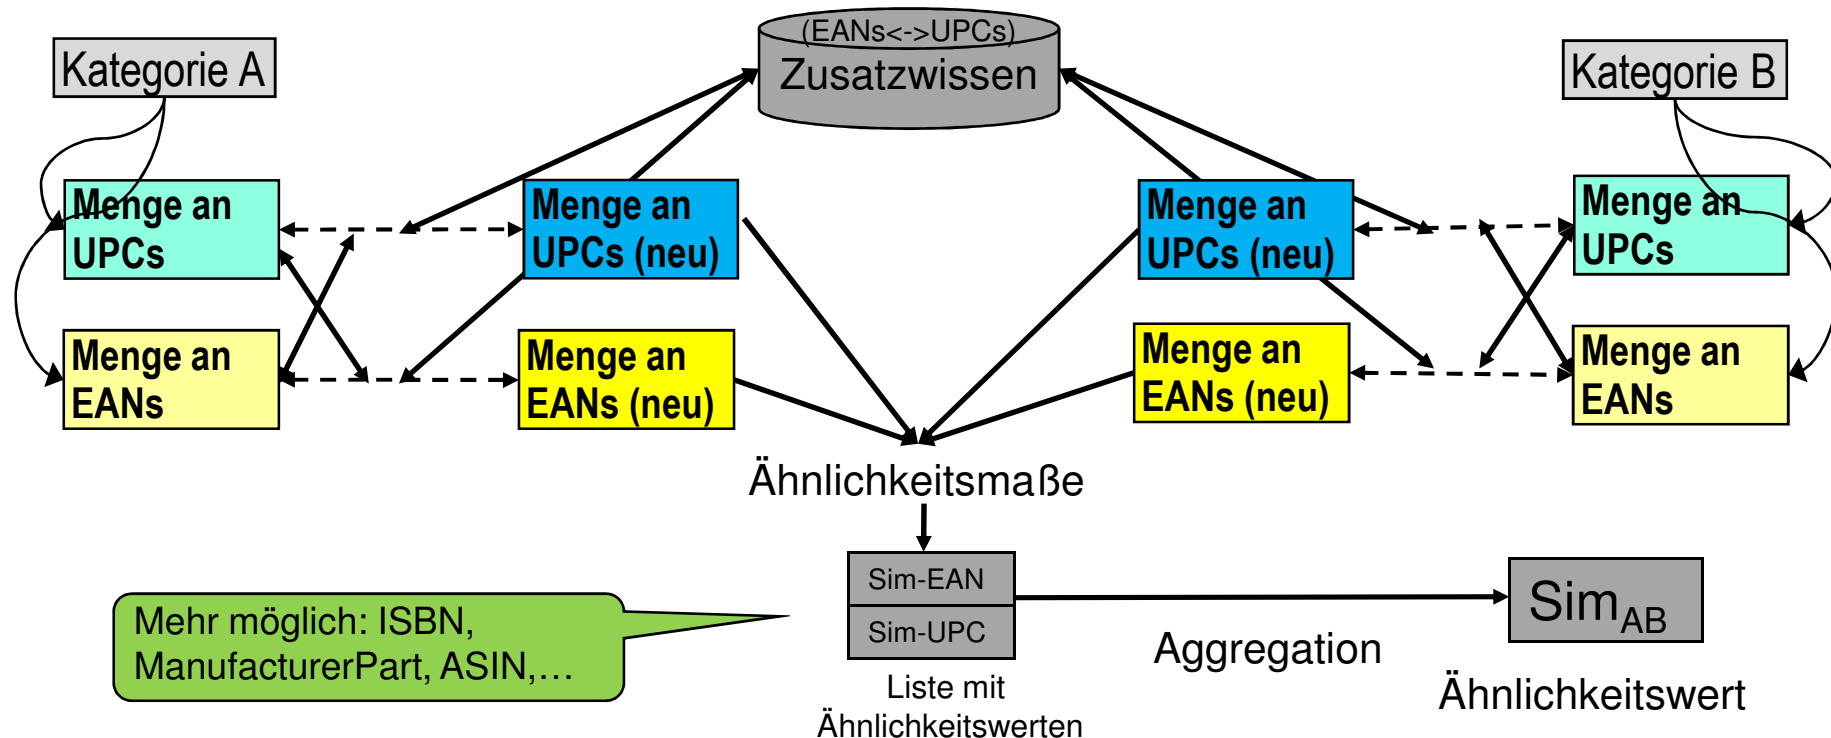 (EANs<->UPCs)
Zusatzwissen
Kategorie A
Kategorie B
Menge an
UPCs
Menge an
UPCs (neu)
Menge an
UPCs (neu)
Menge an
UPCs
Menge an
EANs
Menge an
EANs (neu)
Menge an
EANs (neu)
Menge an
EANs
Ähnlichkeitsmaße
Sim-EAN
Sim-UPC
Mehr möglich: ISBN,
ManufacturerPart, ASIN,…
Liste mit
Ähnlichkeitswerten
Aggregation
SimAB
Ähnlichkeitswert